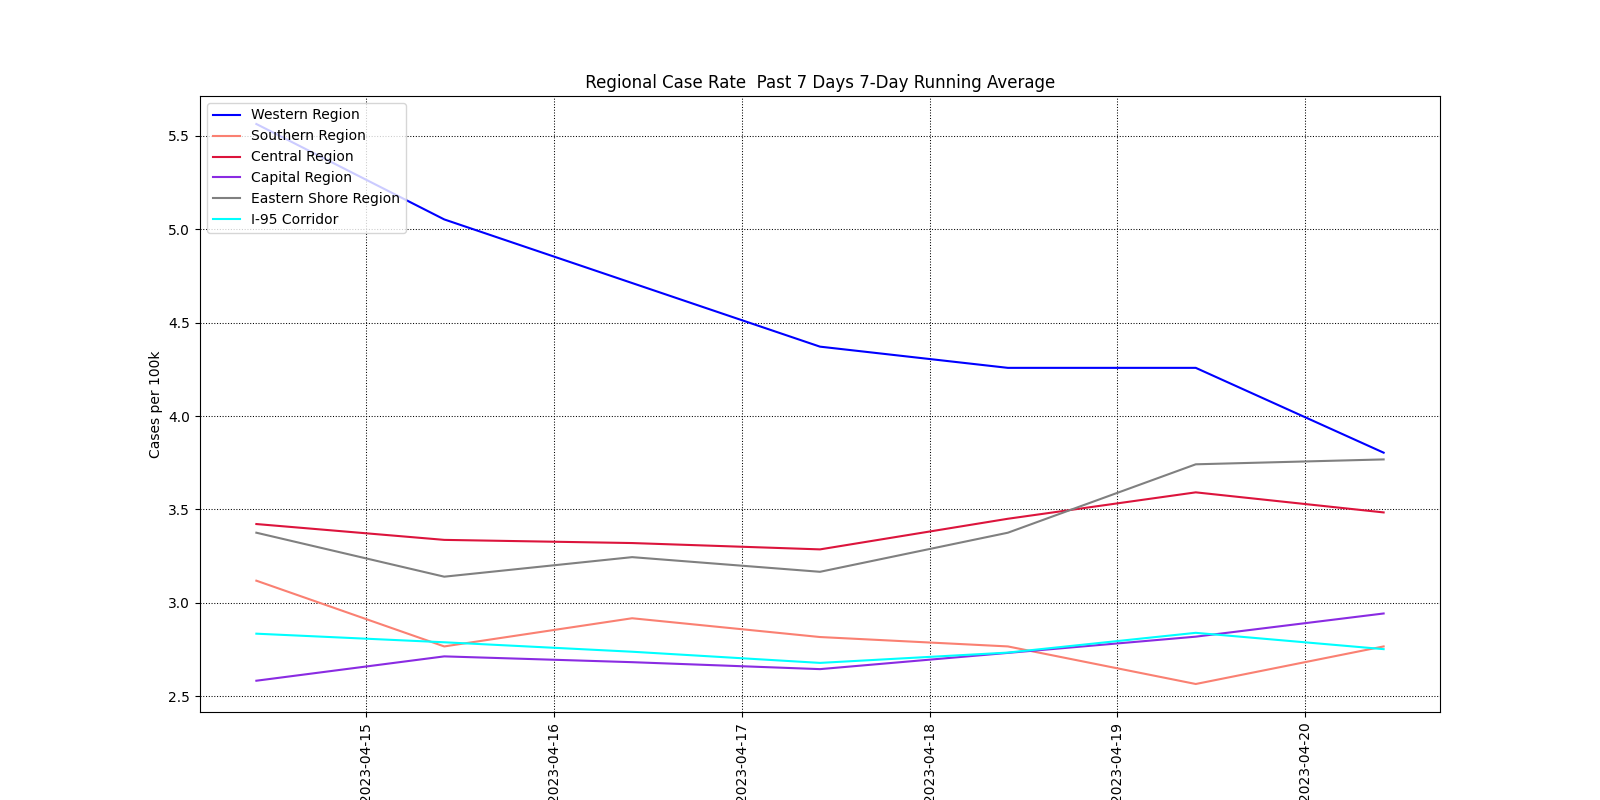 Regional Case Rate  Past 7 Days 7-Day Running Average
Western Region
Southern Region
Central Region
Capital Region
Eastern Shore Region
I-95 Corridor
Cases per 100k
5.5
5.0
4.5
4.0
3.5
3.0
2.5
2023-04-15
2023-04-16
2023-04-17
2023-04-18
2023-04-19
2023-04-20